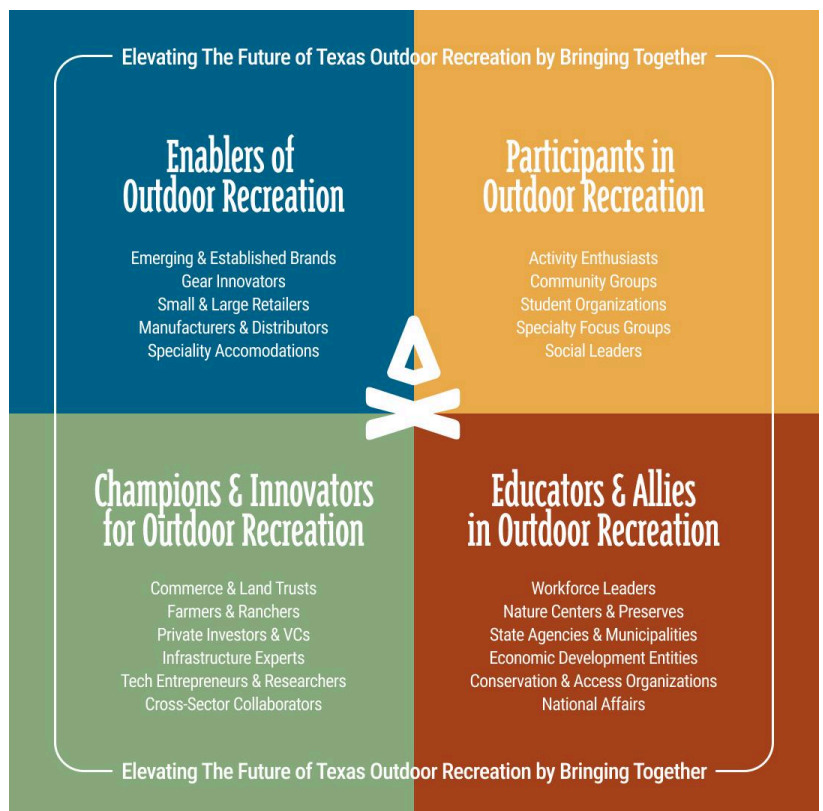 Elevating The Future of Texas Outdoor Recreation by Bringing Together
Enablers of
Outdoor Recreation
Emerging & Established Brands
Gear Innovators
Small & Large Retailers
Manufacturers & Distributors
Speciality Accomodations
Participants in
Outdoor Recreation
Activity Enthusiasts
Community Groups
Student Organizations
Specialty Focus Groups
Social Leaders
Champions & Innovators
for Outdoor Recreation
Commerce & Land Trusts
Farmers & Ranchers
Private Investors & VCs
Infrastructure Experts
Tech Entrepreneurs & Researchers
Cross-Sector Collaborators
Educators & Allies
in Outdoor Recreation
Workforce Leaders
Nature Centers & Preserves
State Agencies & Municipalities
Economic Development Entities
Conservation & Access Organizations
National Affairs
Elevating The Future of Texas Outdoor Recreation by Bringing Together